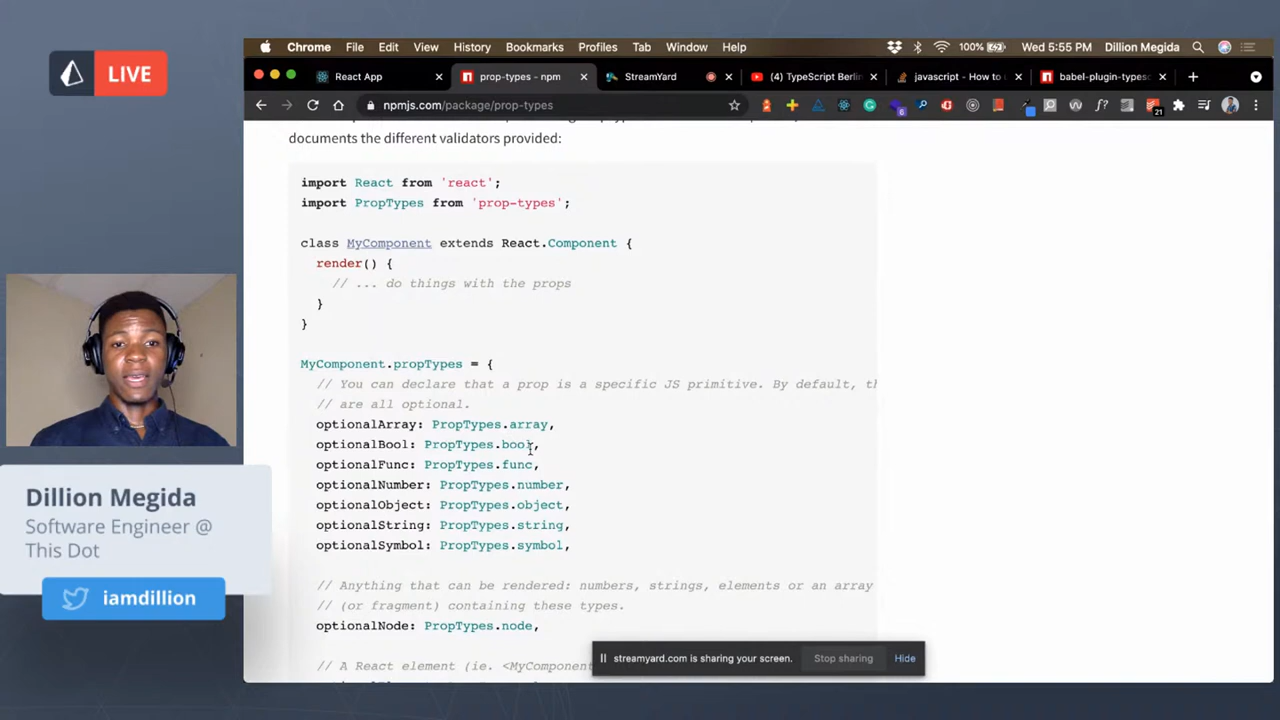 LIVE
Chrome File Edit View History Bookmarks Profiles Tab Window Help
100% Wed 5:55 PM Dillion Megida
React App
prop-types - npm
StreamYard
(4) TypeScript Berlin
javascript - How to
babel-plugin-typesc
npmjs.com/package/prop-types
6
21
documents the different validators provided:
import React from 'react';
import PropTypes from 'prop-types';
class MyComponent extends React.Component {
render() {
// ... do things with the props
}
}
MyComponent.propTypes = {
// You can declare that a prop is a specific JS primitive. By default, th
// are all optional.
optionalArray: PropTypes.array,
optionalBool: PropTypes.bool,
optionalFunc: PropTypes.func,
optionalNumber: PropTypes.number,
optionalObject: PropTypes.object,
optionalString: PropTypes.string,
optionalSymbol: PropTypes.symbol,
// Anything that can be rendered: numbers, strings, elements or an array
// (or fragment) containing these types.
optionalNode: PropTypes.node,
// A React element (ie. <MyComponent
streamyard.com is sharing your screen.
Stop sharing
Hide
Dillion Megida
Software Engineer @
This Dot
iamdillion